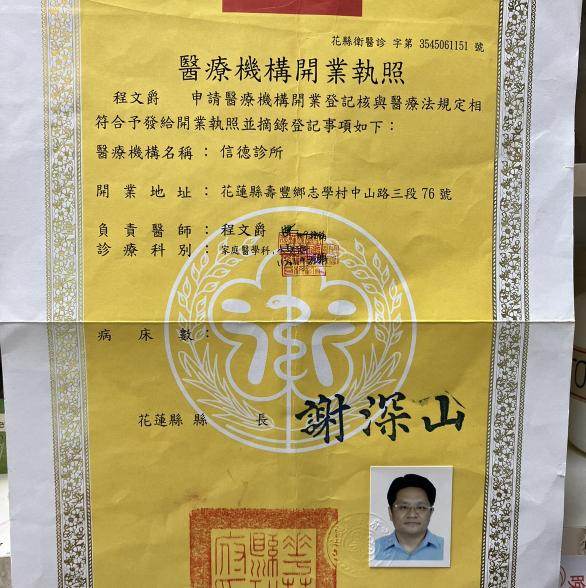 花縣衛醫診 字第 3545061151 號
醫療機構開業執照
程文爵 申請醫療機構開業登記核與醫療法規定相
符合予發給開業執照並摘錄登記事項如下：
醫療機構名稱：信德診所
開業地址：花蓮縣壽豐鄉志學村中山路三段76號
負責醫師：程文爵
診療科別：家庭醫學科，
病床數：
花蓮縣縣 長 謝深山